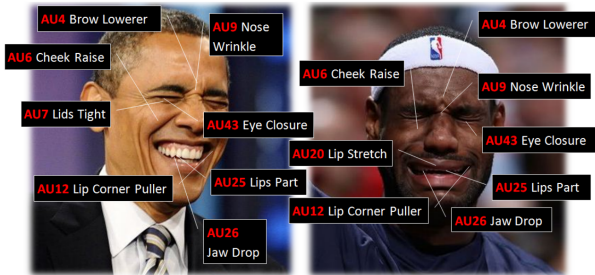 AU4 Brow Lowerer
AU9 Nose
Wrinkle
AU6 Cheek Raise
AU7 Lids Tight
AU43 Eye Closure
AU12 Lip Corner Puller
AU25 Lips Part
AU26
Jaw Drop
AU4 Brow Lowerer
AU6 Cheek Raise
AU9 Nose Wrinkle
AU43 Eye Closure
AU20 Lip Stretch
AU25 Lips Part
AU12 Lip Corner Puller
AU26 Jaw Drop